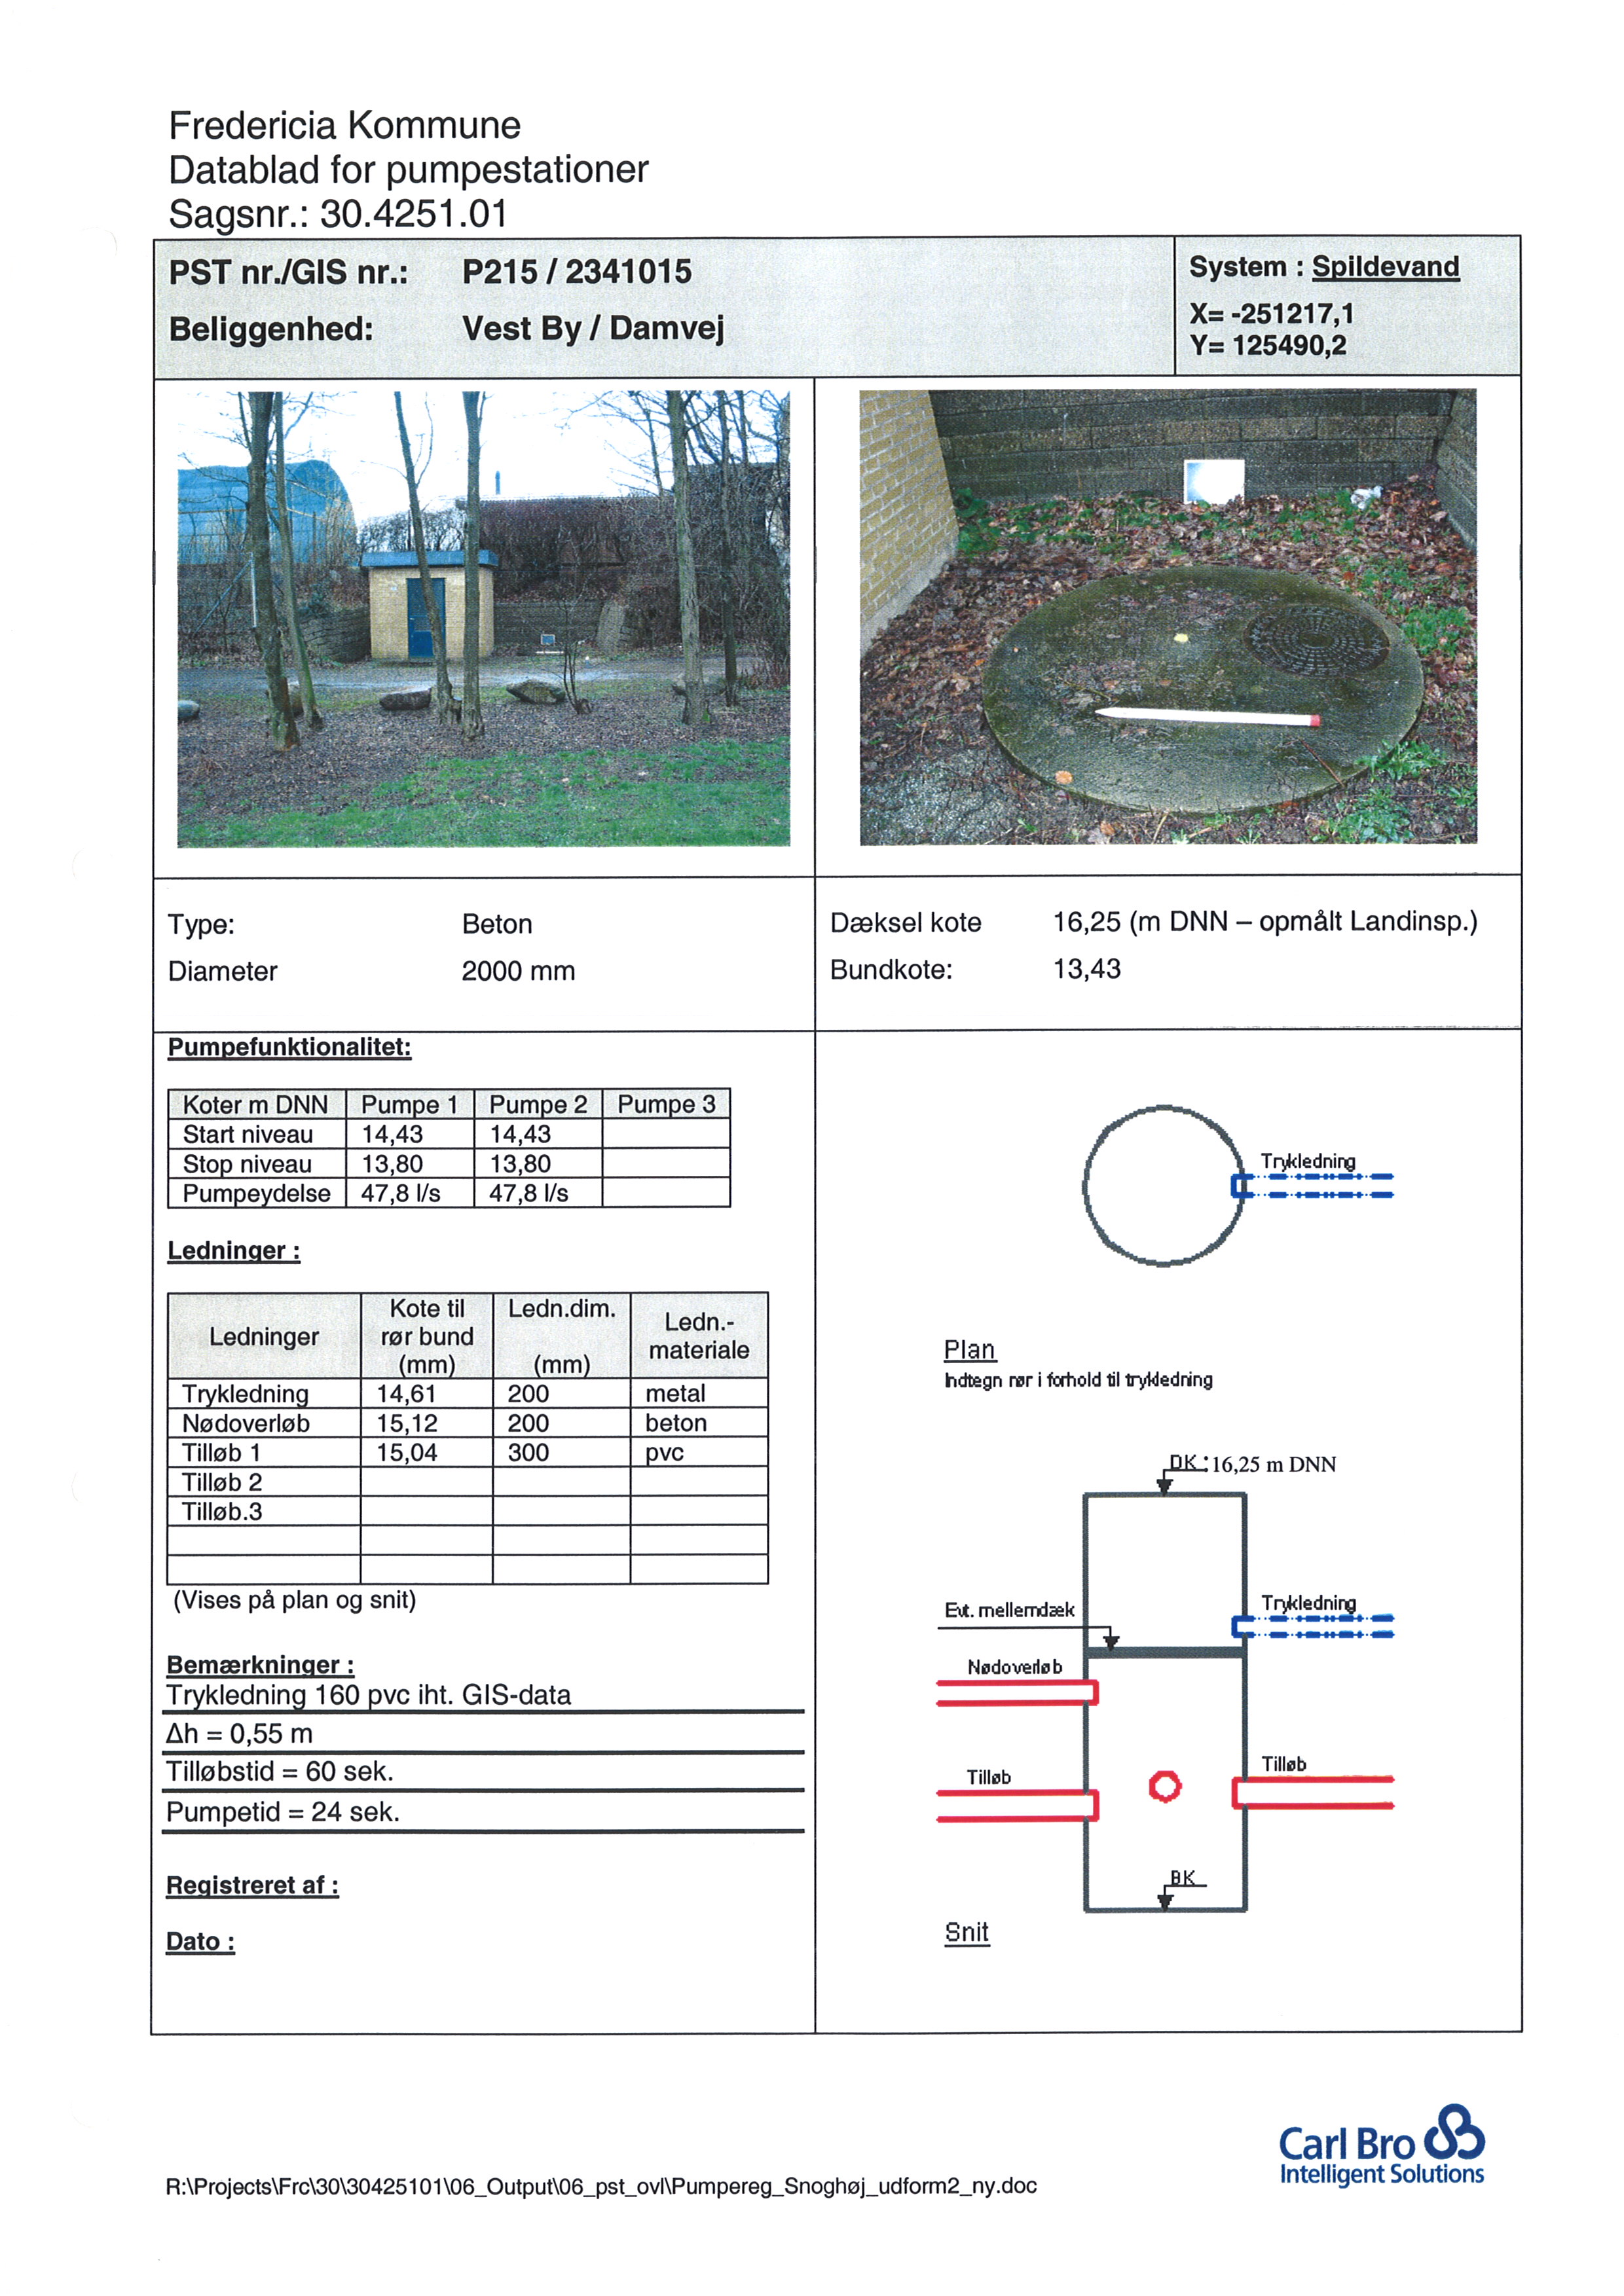 Fredericia Kommune
Datablad for pumpestationer
Sagsnr.: 30.4251.01
PST nr./GIS nr.: P215 / 2341015
Beliggenhed: Vest By / Damvej
System : Spildevand
X= -251217,1
Y= 125490,2
Type: Beton
Diameter 2000 mm
Dæksel kote 16,25 (m DNN – opmålt Landinsp.)
Bundkote: 13,43
Pumpefunktionalitet:
Koter m DNN Pumpe 1 Pumpe 2 Pumpe 3
Start niveau 14,43 14,43
Stop niveau 13,80 13,80
Pumpeydelse 47,8 l/s 47,8 l/s
Ledninger :
Ledninger Kote til rør bund (mm) Ledn.dim. (mm) Ledn.- materiale
Trykledning 14,61 200 metal
Nødoverløb 15,12 200 beton
Tilløb 1 15,04 300 pvc
Tilløb 2
Tilløb.3
(Vises på plan og snit)
Bemærkninger :
Trykledning 160 pvc iht. GIS-data
Δh = 0,55 m
Tilløbstid = 60 sek.
Pumpetid = 24 sek.
Registreret af :
Dato :
Trykledning
Plan
Indtegn rør i forhold til trykledning
DK : 16,25 m DNN
Trykledning
Evt. mellemdæk
Nødoverløb
Tilløb
Tilløb
BK
Snit
Carl Bro
Intelligent Solutions
R:\Projects\Frc\30\30425101\06_Output\06_pst_ovl\Pumpereg_Snoghøj_udform2_ny.doc